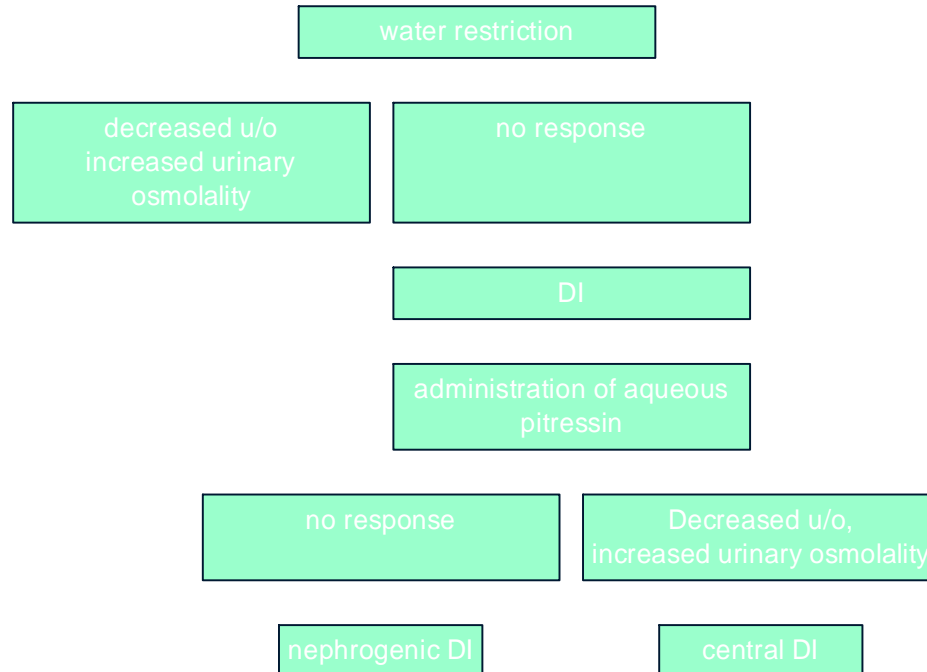 water restriction
decreased u/o
increased urinary
osmolality
no response
DI
administration of aqueous
pitressin
no response
Decreased u/o,
increased urinary osmolality
nephrogenic DI
central DI